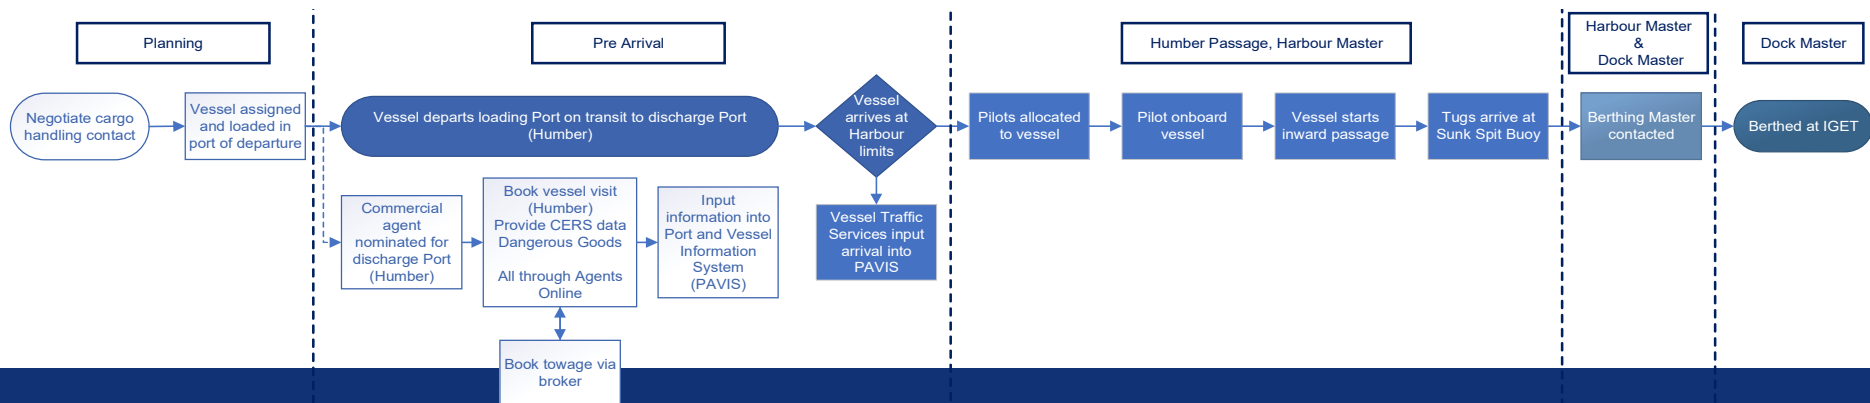 Planning
Pre Arrival
Humber Passage, Harbour Master
Harbour Master
&
Dock Master
Dock Master
Negotiate cargo
handling contact
Vessel assigned
and loaded in
port of departure
Vessel departs loading Port on transit to discharge Port
(Humber)
Vessel
arrives at
Harbour
limits
Pilots allocated
to vessel
Pilot onboard
vessel
Vessel starts
inward passage
Tugs arrive at
Sunk Spit Buoy
Berthing Master
contacted
Berthed at IGET
Commercial
agent
nominated for
discharge Port
(Humber)
Book vessel visit
(Humber)
Provide CERS data
Dangerous Goods
All through Agents
Online
Input
information into
Port and Vessel
Information
System
(PAVIS)
Vessel Traffic
Services input
arrival into
PAVIS
Book towage via
broker